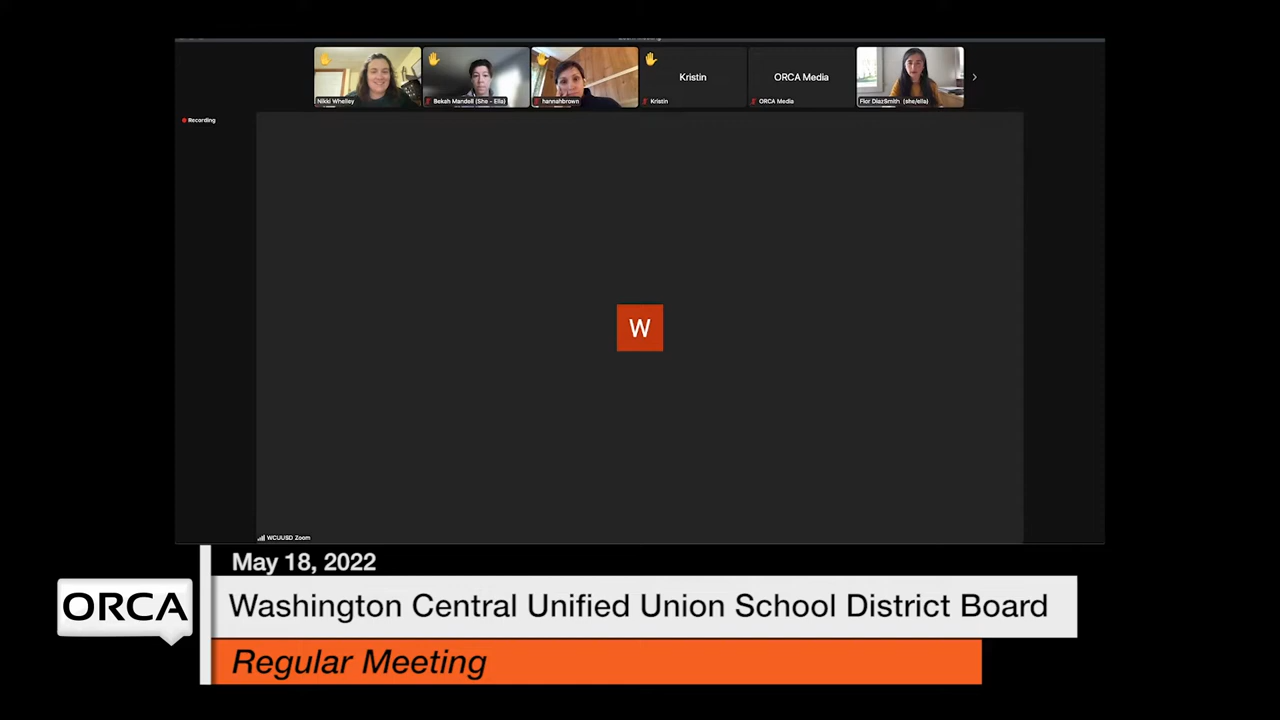 Kristin
ORCA Media
Nikki Whelley
Bekah Mandell (She - Ella)
hannahbrown
Kristin
ORCA Media
Flor DiazSmith (she/ella)
Recording
W
WCUUSD Zoom
May 18, 2022
ORCA
Washington Central Unified Union School District Board
Regular Meeting